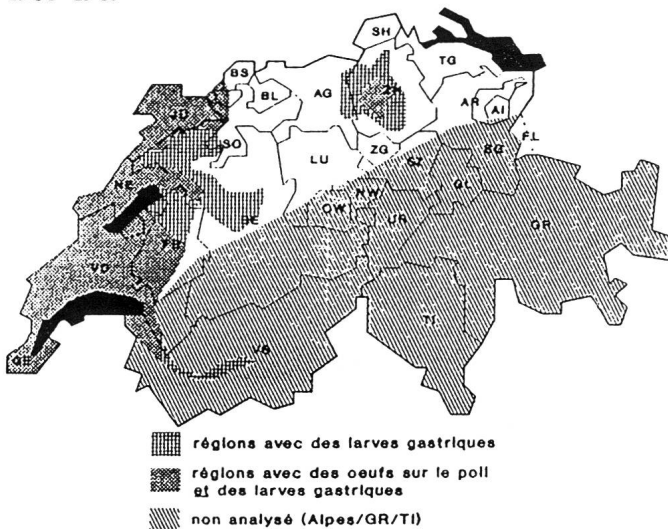 SH
TG
BS
BL
AG
ZH
AR
AI
JU
SO
FL
LU
ZG
SZ
SG
NE
NW
GL
BE
OW
UR
GR
FR
VD
TI
VS
GE
régions avec des larves gastriques
régions avec des oeufs sur le poil
et des larves gastriques
non analysé (Alpes/GR/TI)